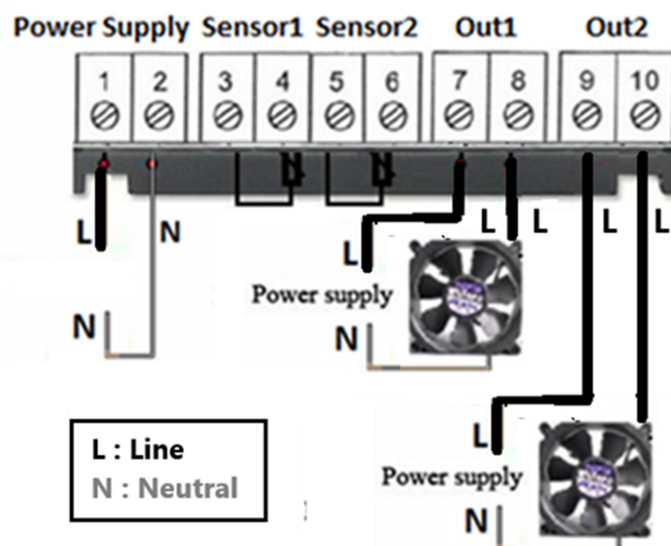 Power Supply Sensor1 Sensor2 Out1 Out2
1 2 3 4 5 6 7 8 9 10
L N L L L L
L
Power supply
N
N
L
Power supply
N
L : Line
N : Neutral